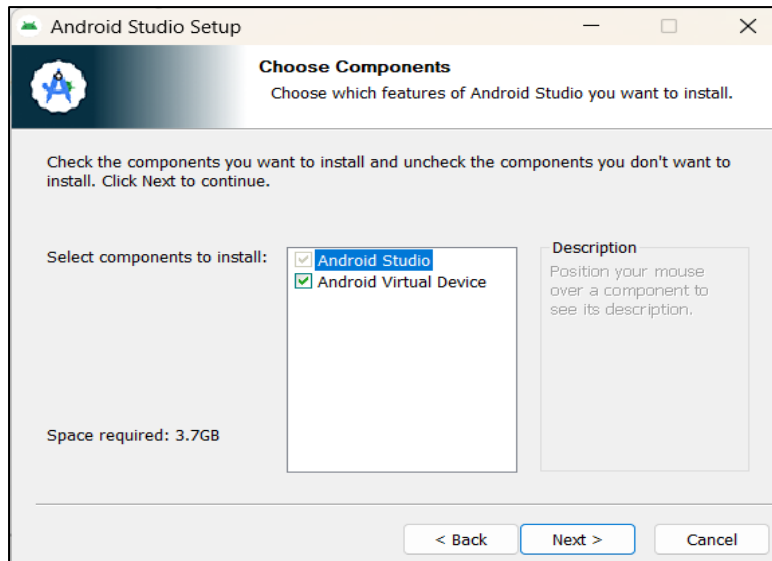 Android Studio Setup
Choose Components
Choose which features of Android Studio you want to install.
Check the components you want to install and uncheck the components you don't want to
install. Click Next to continue.
Select components to install:
Android Studio
Android Virtual Device
Description
Position your mouse
over a component to
see its description.
Space required: 3.7GB
< Back
Next >
Cancel